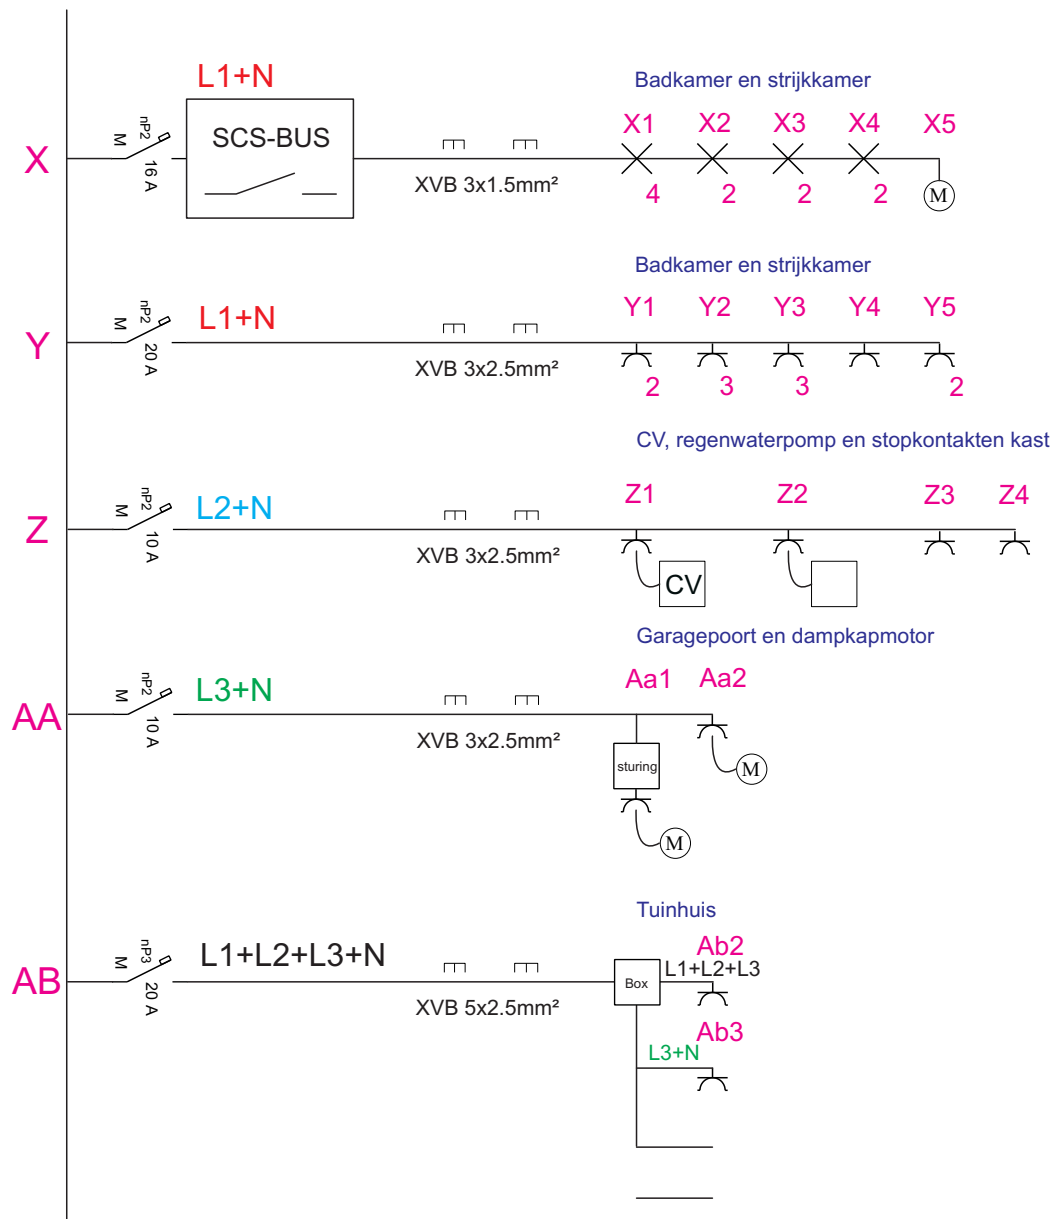 L1+N
Badkamer en strijkkamer
X
M
nP2
16 A
SCS-BUS
XVB 3x1.5mm²
X1 X2 X3 X4 X5
4 2 2 2
M
Badkamer en strijkkamer
Y
M
nP2
20 A
L1+N
XVB 3x2.5mm²
Y1 Y2 Y3 Y4 Y5
2 3 3 2
CV, regenwaterpomp en stopkontakten kast
Z
M
nP2
10 A
L2+N
XVB 3x2.5mm²
Z1 Z2 Z3 Z4
CV
Garagepoort en dampkapmotor
AA
M
nP2
10 A
L3+N
XVB 3x2.5mm²
Aa1 Aa2
sturing
M
M
Tuinhuis
AB
M
nP3
20 A
L1+L2+L3+N
XVB 5x2.5mm²
Box
Ab2
L1+L2+L3
Ab3
L3+N